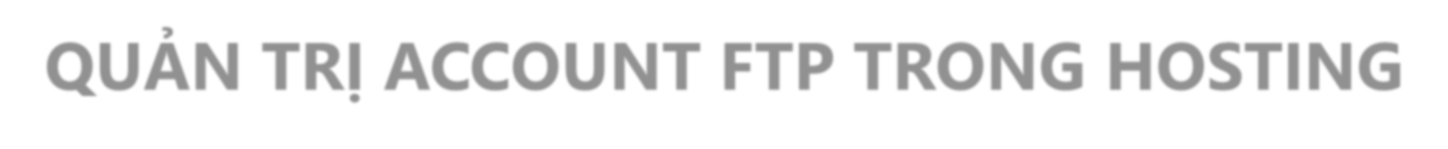 QUẢN TRỊ ACCOUNT FTP TRONG HOSTING